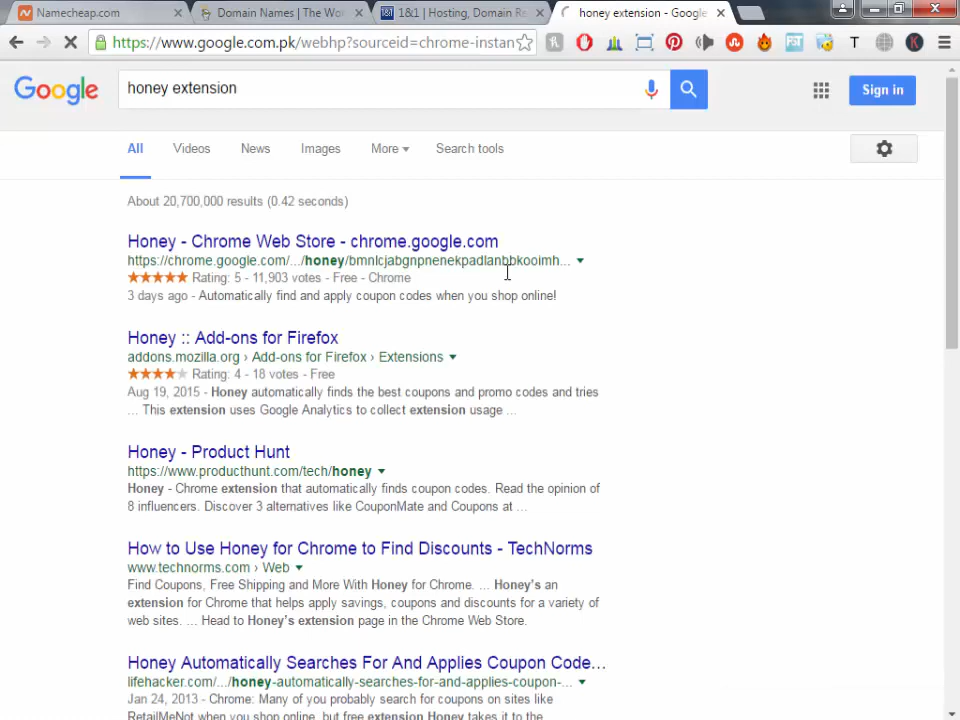 Namecheap.com
Domain Names | The Wo
1&1 | Hosting, Domain Re
honey extension - Google
https://www.google.com.pk/webhp?sourceid=chrome-instan
FST
T
K
Google
honey extension
Sign in
All
Videos
News
Images
More
Search tools
About 20,700,000 results (0.42 seconds)
Honey - Chrome Web Store - chrome.google.com
https://chrome.google.com/.../honey/bmnlcjabgnpnenekpadlanbbkooimh...
Rating: 5 - 11,903 votes - Free - Chrome
3 days ago - Automatically find and apply coupon codes when you shop online!
Honey :: Add-ons for Firefox
addons.mozilla.org › Add-ons for Firefox › Extensions
Rating: 4 - 18 votes - Free
Aug 19, 2015 - Honey automatically finds the best coupons and promo codes and tries
... This extension uses Google Analytics to collect extension usage ...
Honey - Product Hunt
https://www.producthunt.com/tech/honey
Honey - Chrome extension that automatically finds coupon codes. Read the opinion of
8 influencers. Discover 3 alternatives like CouponMate and Coupons at ...
How to Use Honey for Chrome to Find Discounts - TechNorms
www.technorms.com › Web
Find Coupons, Free Shipping and More With Honey for Chrome. ... Honey's an
extension for Chrome that helps apply savings, coupons and discounts for a variety of
web sites. ... Head to Honey's extension page in the Chrome Web Store.
Honey Automatically Searches For And Applies Coupon Code...
lifehacker.com/.../honey-automatically-searches-for-and-applies-coupon-...
Jan 24, 2013 - Chrome: Many of you probably search for coupons on sites like
RetailMeNot when you shop online, but free extension Honey takes it to the